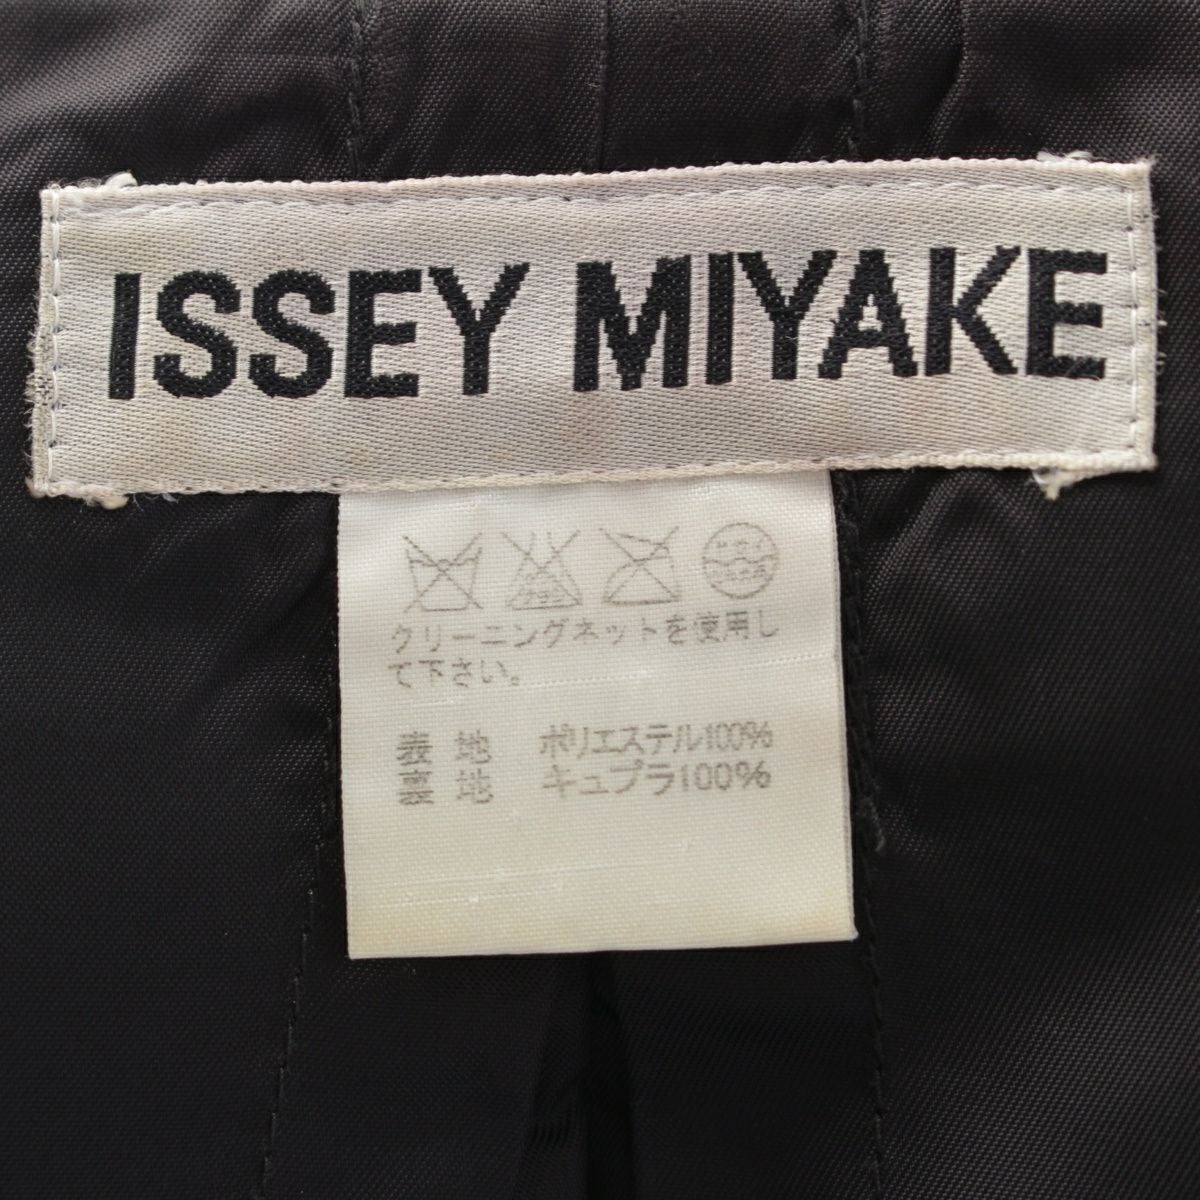 ISSEY MIYAKE
クリーニングネットを使用し
て下さい。
表 地 ポリエステル100%
裏 地 キュプラ100%